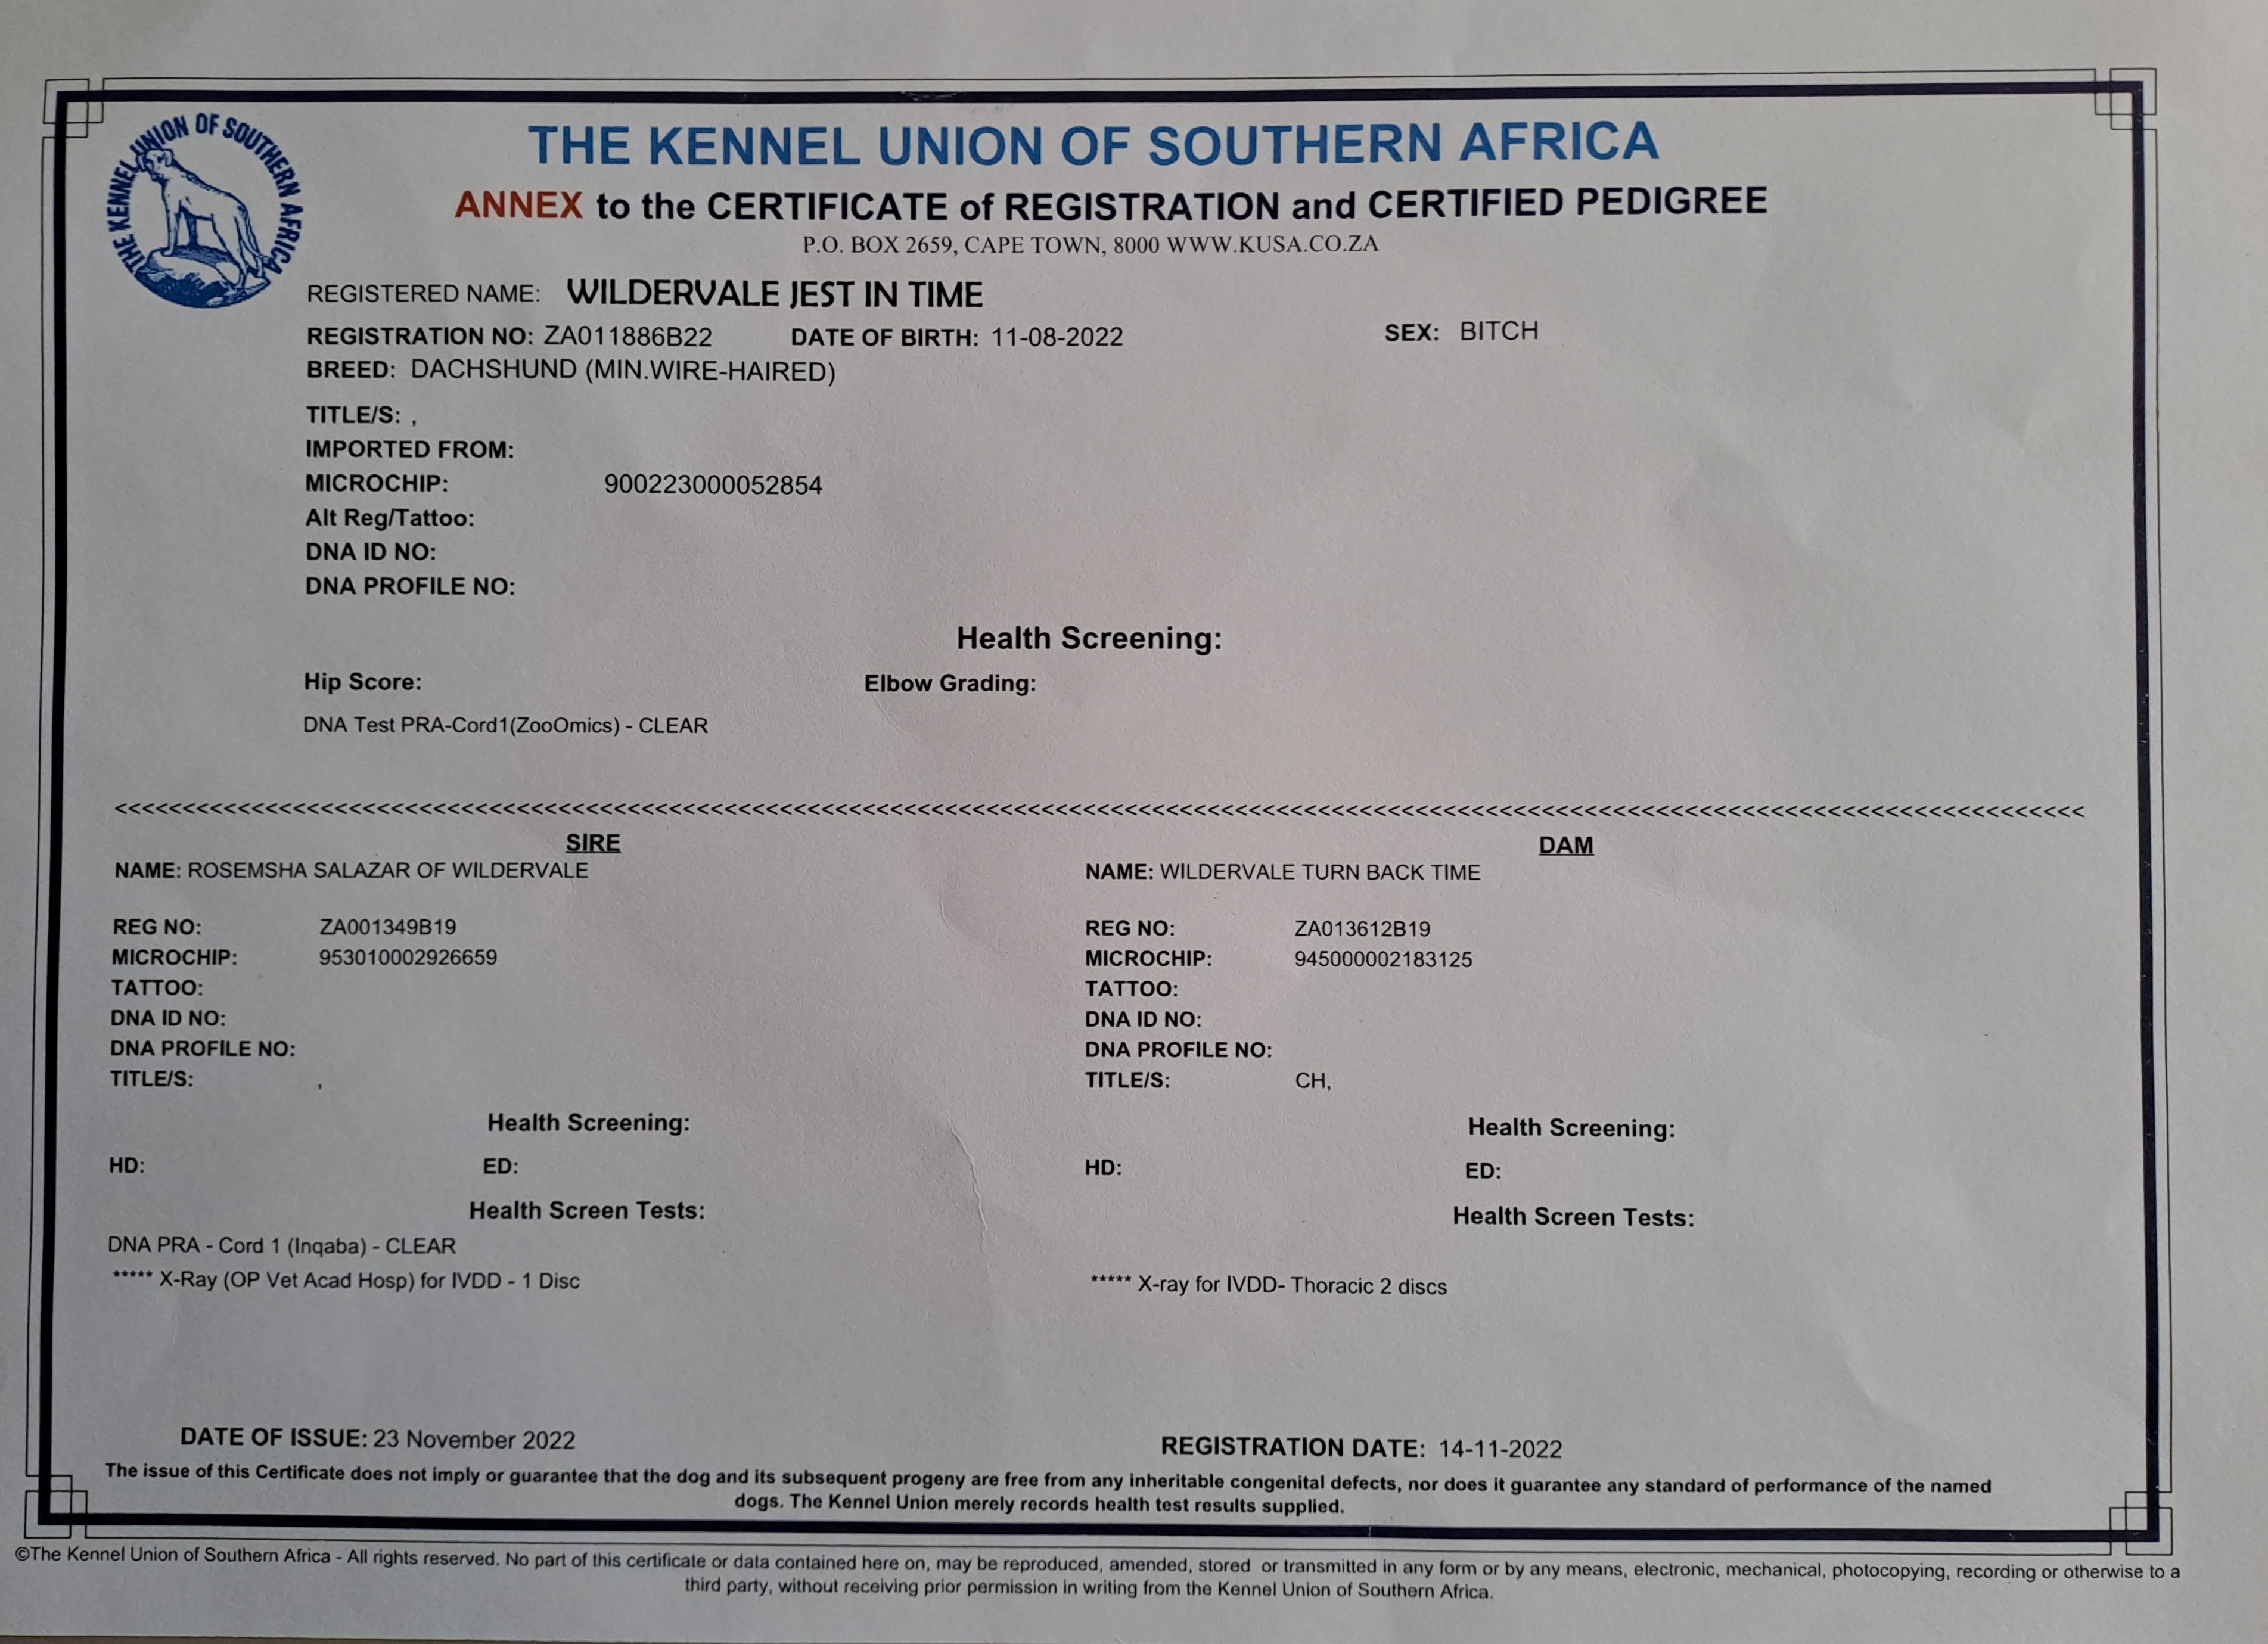 THE KENNEL UNION OF SOUTHERN AFRICA
THE KENNEL UNION OF SOUTHERN AFRICA
ANNEX to the CERTIFICATE of REGISTRATION and CERTIFIED PEDIGREE
P.O. BOX 2659, CAPE TOWN, 8000 WWW.KUSA.CO.ZA
REGISTERED NAME: WILDERVALE JEST IN TIME
REGISTRATION NO: ZA011886B22 DATE OF BIRTH: 11-08-2022 SEX: BITCH
BREED: DACHSHUND (MIN.WIRE-HAIRED)
TITLE/S: ,
IMPORTED FROM:
MICROCHIP: 900223000052854
Alt Reg/Tattoo:
DNA ID NO:
DNA PROFILE NO:
Health Screening:
Hip Score: Elbow Grading:
DNA Test PRA-Cord1(ZooOmics) - CLEAR
SIRE
NAME: ROSEMSHA SALAZAR OF WILDERVALE
REG NO: ZA001349B19
MICROCHIP: 953010002926659
TATTOO:
DNA ID NO:
DNA PROFILE NO:
TITLE/S: ,
Health Screening:
HD: ED:
Health Screen Tests:
DNA PRA - Cord 1 (Inqaba) - CLEAR
***** X-Ray (OP Vet Acad Hosp) for IVDD - 1 Disc
DAM
NAME: WILDERVALE TURN BACK TIME
REG NO: ZA013612B19
MICROCHIP: 945000002183125
TATTOO:
DNA ID NO:
DNA PROFILE NO:
TITLE/S: CH,
Health Screening:
HD: ED:
Health Screen Tests:
***** X-ray for IVDD- Thoracic 2 discs
DATE OF ISSUE: 23 November 2022 REGISTRATION DATE: 14-11-2022
The issue of this Certificate does not imply or guarantee that the dog and its subsequent progeny are free from any inheritable congenital defects, nor does it guarantee any standard of performance of the named
dogs. The Kennel Union merely records health test results supplied.
©The Kennel Union of Southern Africa - All rights reserved. No part of this certificate or data contained here on, may be reproduced, amended, stored or transmitted in any form or by any means, electronic, mechanical, photocopying, recording or otherwise to a
third party, without receiving prior permission in writing from the Kennel Union of Southern Africa.